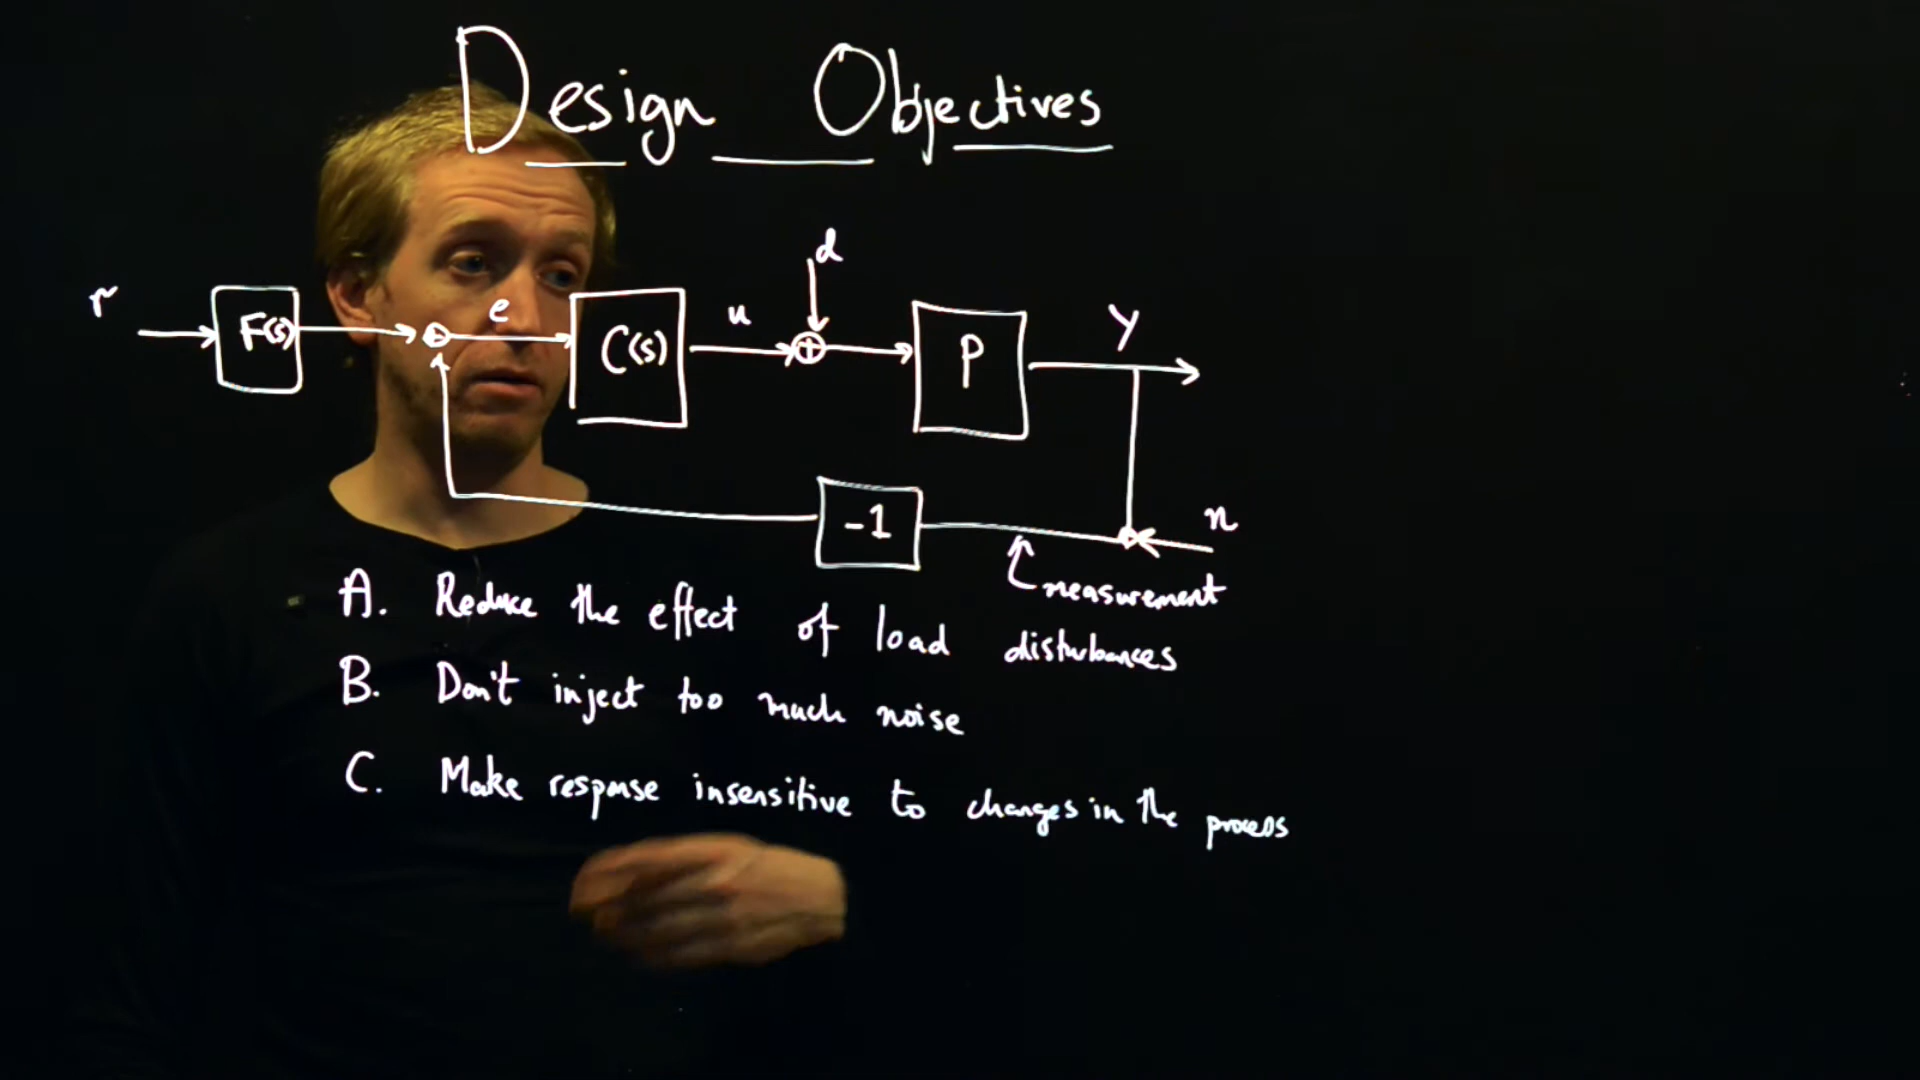 Design Objectives
d
r F(s) e C(s) u P y
-1 n
measurement
A. Reduce the effect of load disturbances
B. Don't inject too much noise
C. Make response insensitive to changes in the process